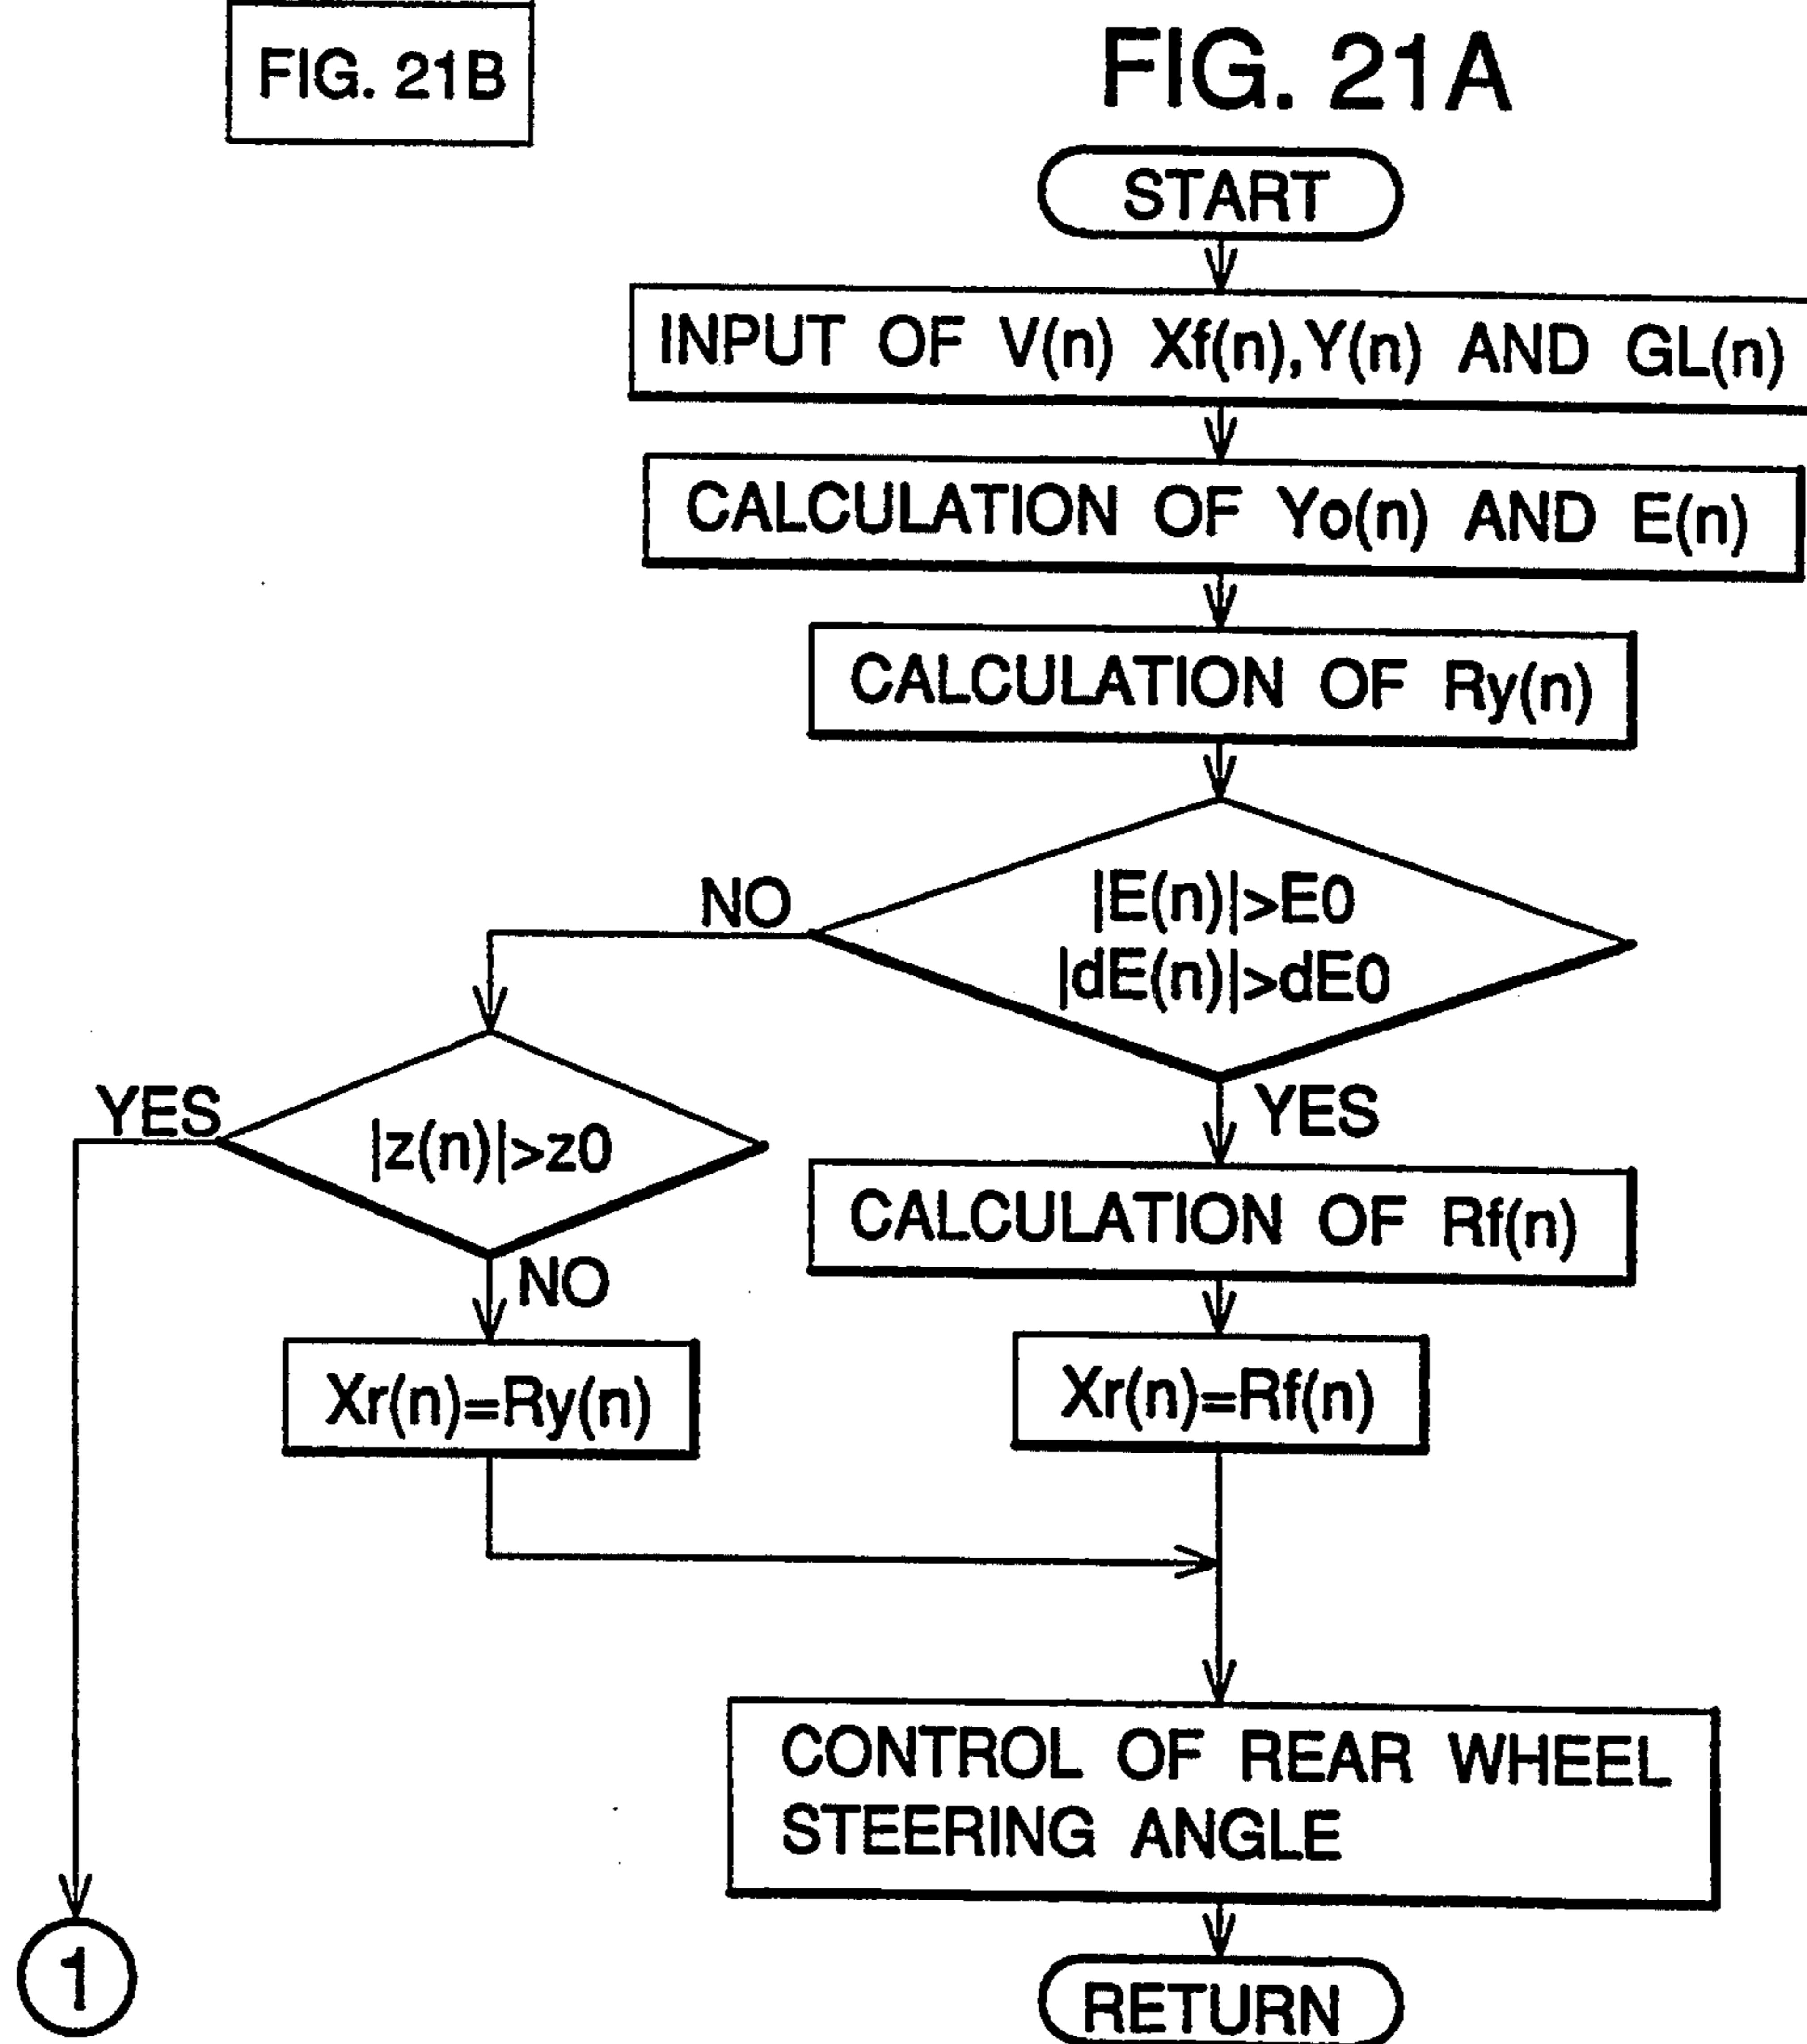 FIG. 21B
FIG. 21A
START
INPUT OF V(n) Xf(n),Y(n) AND GL(n)
CALCULATION OF Yo(n) AND E(n)
CALCULATION OF Ry(n)
|E(n)|>E0
|dE(n)|>dE0
NO
YES
|z(n)|>z0
YES
NO
CALCULATION OF Rf(n)
Xr(n)=Ry(n)
Xr(n)=Rf(n)
CONTROL OF REAR WHEEL
STEERING ANGLE
1
RETURN